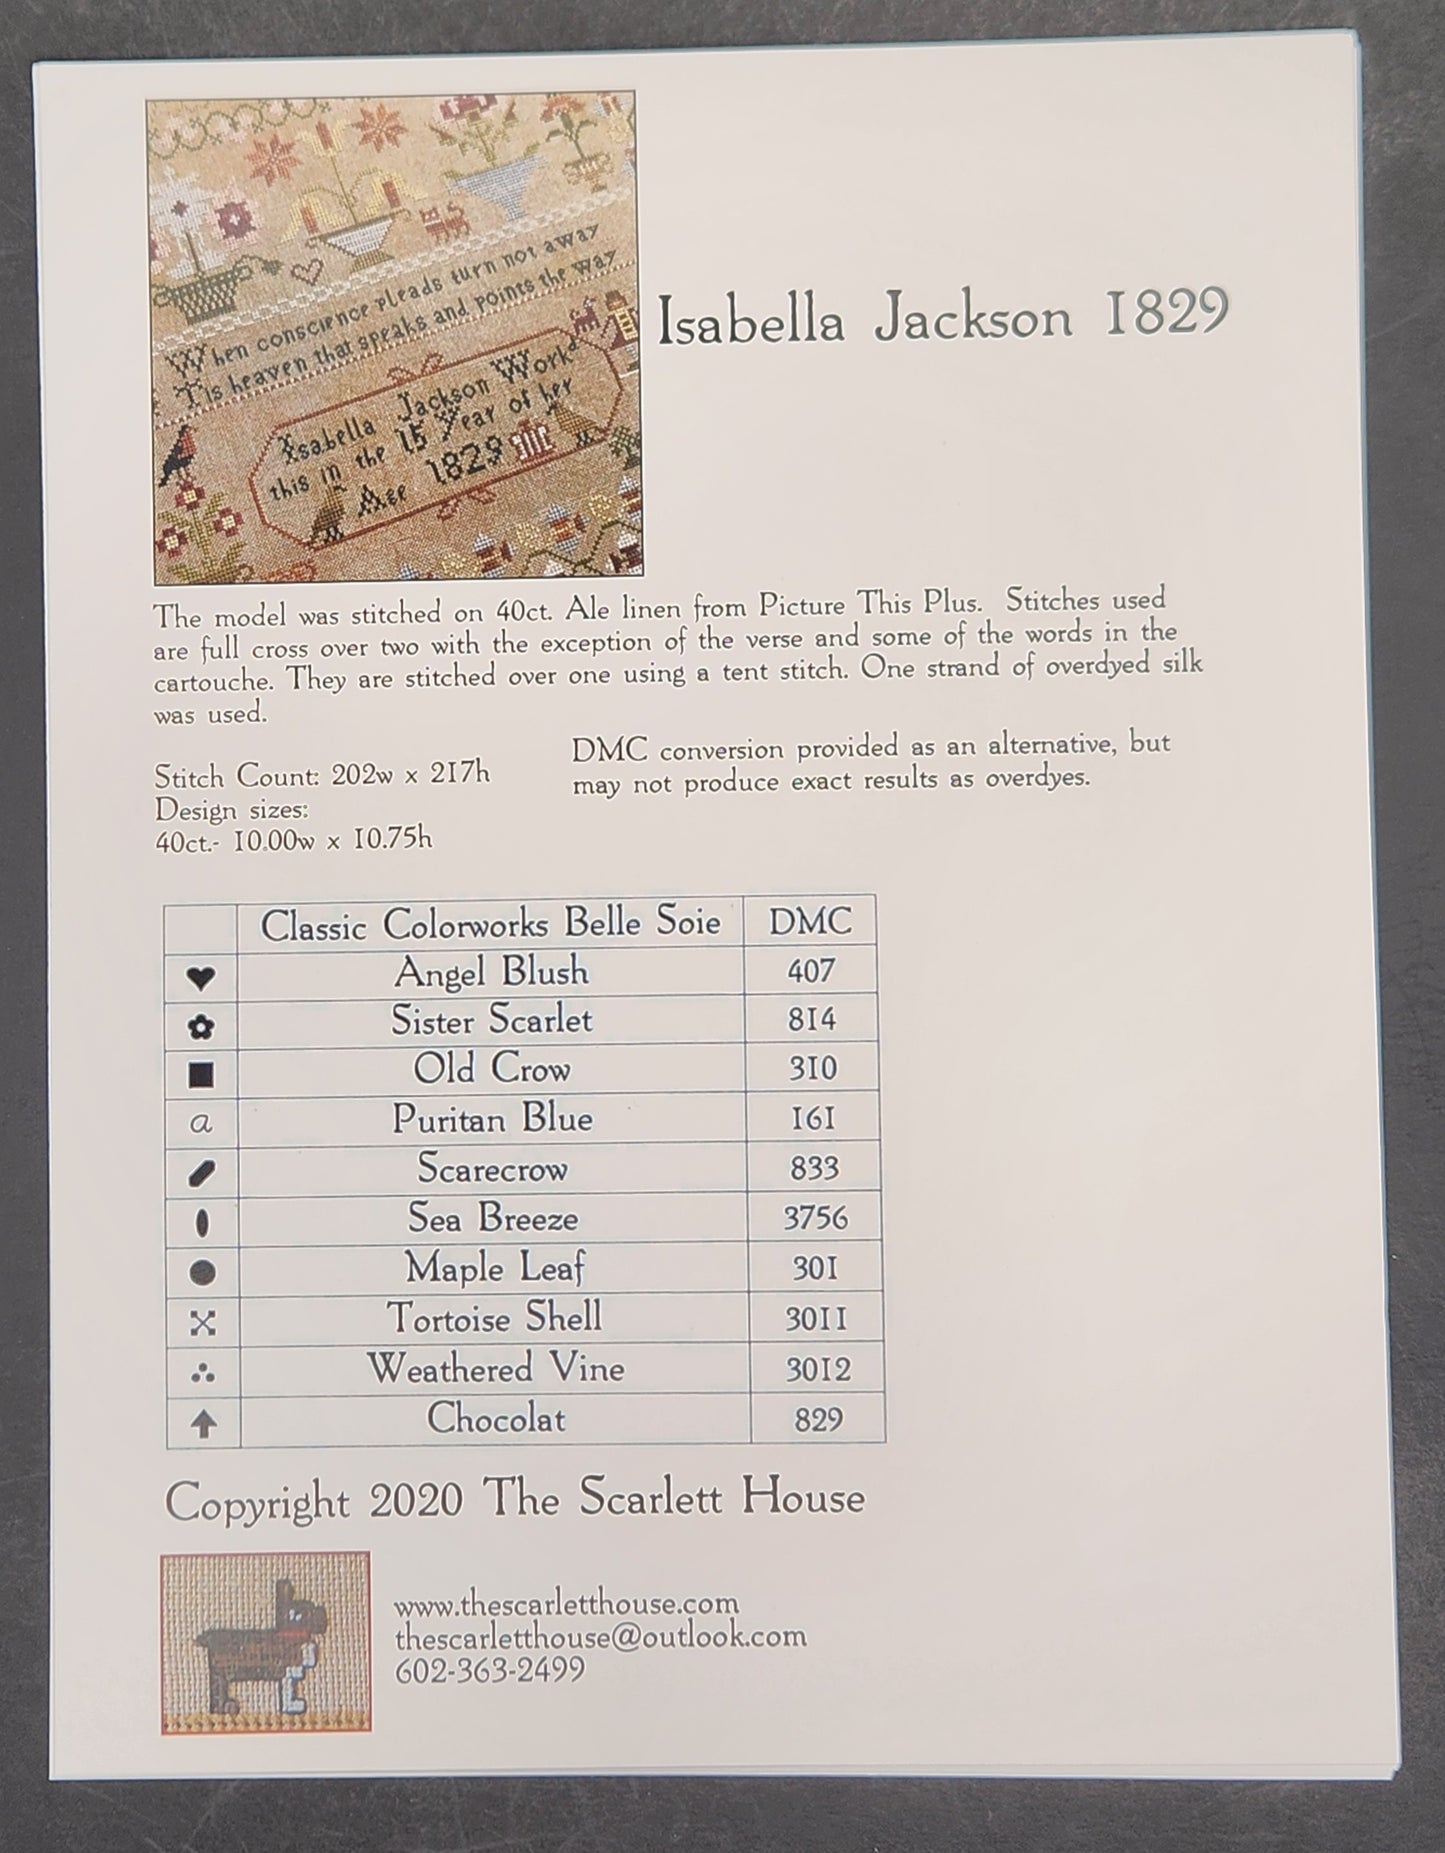 When conscience pleads turn not away
Tis heaven that speaks and points the way
Isabella Jackson Workd
this in the 15 Year of her
Age 1829
Isabella Jackson 1829
The model was stitched on 40ct. Ale linen from Picture This Plus. Stitches used
are full cross over two with the exception of the verse and some of the words in the
cartouche. They are stitched over one using a tent stitch. One strand of overdyed silk
was used.
Stitch Count: 202w x 217h
Design sizes:
40ct.- 10.00w x 10.75h
DMC conversion provided as an alternative, but
may not produce exact results as overdyes.
Classic Colorworks Belle Soie DMC
Angel Blush 407
Sister Scarlet 814
Old Crow 310
a Puritan Blue 161
Scarecrow 833
Sea Breeze 3756
Maple Leaf 301
Tortoise Shell 3011
Weathered Vine 3012
Chocolat 829
Copyright 2020 The Scarlett House
www.thescarletthouse.com
thescarletthouse@outlook.com
602-363-2499